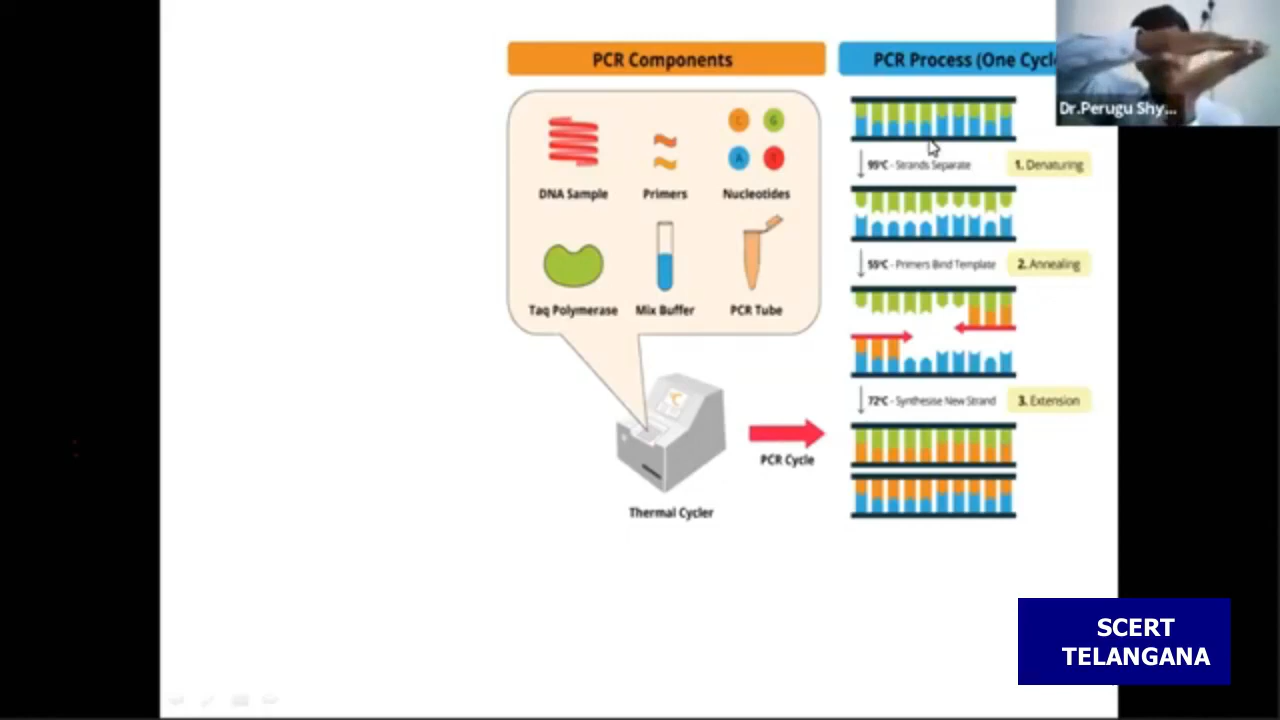 PCR Components
PCR Process (One Cycl
Dr.Perugu Shy...
C G
A T
DNA Sample Primers Nucleotides
Taq Polymerase Mix Buffer PCR Tube
95°C - Strands Separate
1. Denaturing
55°C - Primers Bind Template
2. Annealing
72°C - Synthesise New Strand
3. Extension
PCR Cycle
Thermal Cycler
SCERT
TELANGANA